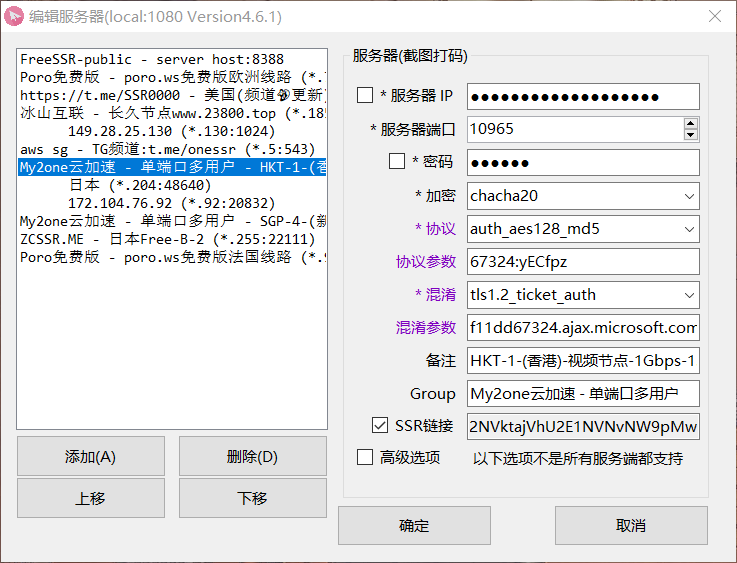 编辑服务器(local:1080 Version4.6.1)
FreeSSR-public - server host:8388
Poro免费版 - poro.ws免费版欧洲线路 (*.
https://t.me/SSR0000 - 美国(频道 更新)
冰山互联 - 长久节点www.23800.top (*.18
149.28.25.130 (*.130:1024)
aws sg - TG频道:t.me/onessr (*.5:543)
My2one云加速 - 单端口多用户 - HKT-1-(香
日本 (*.204:48640)
172.104.76.92 (*.92:20832)
My2one云加速 - 单端口多用户 - SGP-4-(新
ZCSSR.ME - 日本Free-B-2 (*.255:22111)
Poro免费版 - poro.ws免费版法国线路 (*.9
添加(A)
删除(D)
上移
下移
服务器(截图打码)
* 服务器 IP ●●●●●●●●●●●●●●●●●●●
* 服务器端口 10965
* 密码 ●●●●●●
* 加密 chacha20
* 协议 auth_aes128_md5
协议参数 67324:yECfpz
* 混淆 tls1.2_ticket_auth
混淆参数 f11dd67324.ajax.microsoft.com
备注 HKT-1-(香港)-视频节点-1Gbps-1
Group My2one云加速 - 单端口多用户
SSR链接 2NVktajVhU2E1NVNvNW9pMw
高级选项 以下选项不是所有服务端都支持
确定
取消